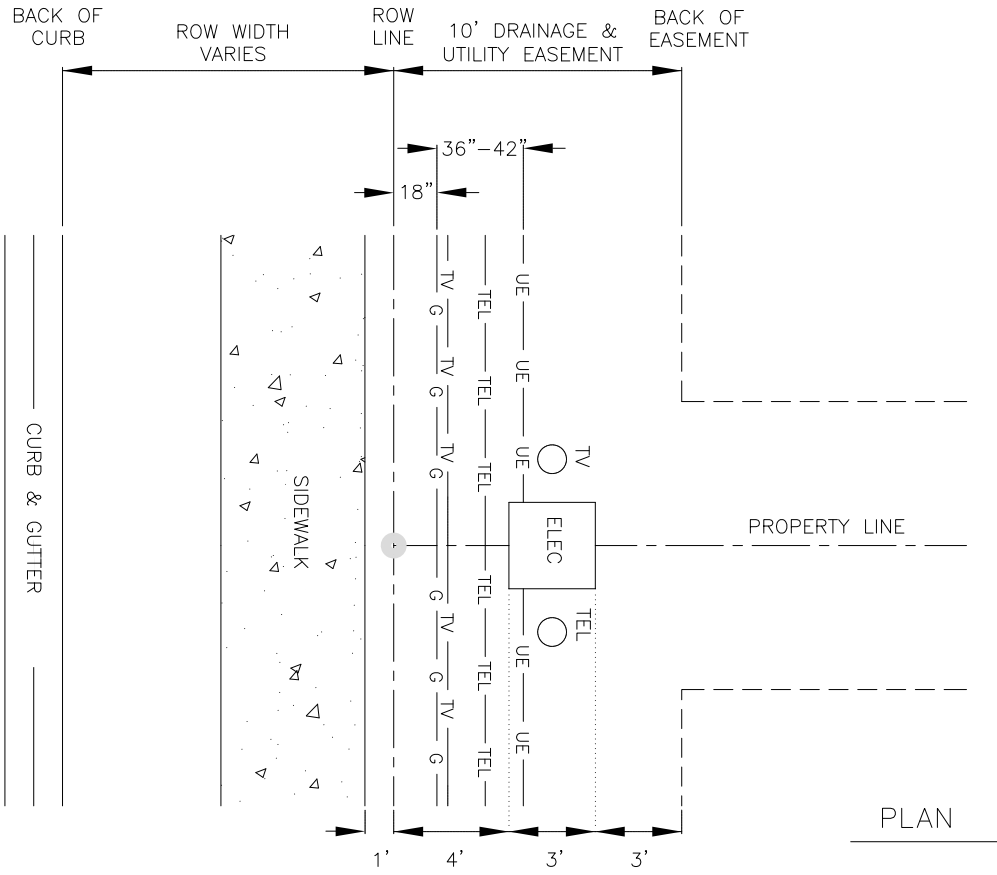 BACK OF
CURB
ROW WIDTH
VARIES
ROW
LINE
10' DRAINAGE &
UTILITY EASEMENT
BACK OF
EASEMENT
36"-42"
18"
TV
G
TV
G
TV
G
G
TV
G
TV
G
TEL
TEL
TEL
TEL
TEL
TEL
UE
UE
UE
UE
UE
TV
ELEC
TEL
CURB & GUTTER
SIDEWALK
PROPERTY LINE
PLAN
1'
4'
3'
3'